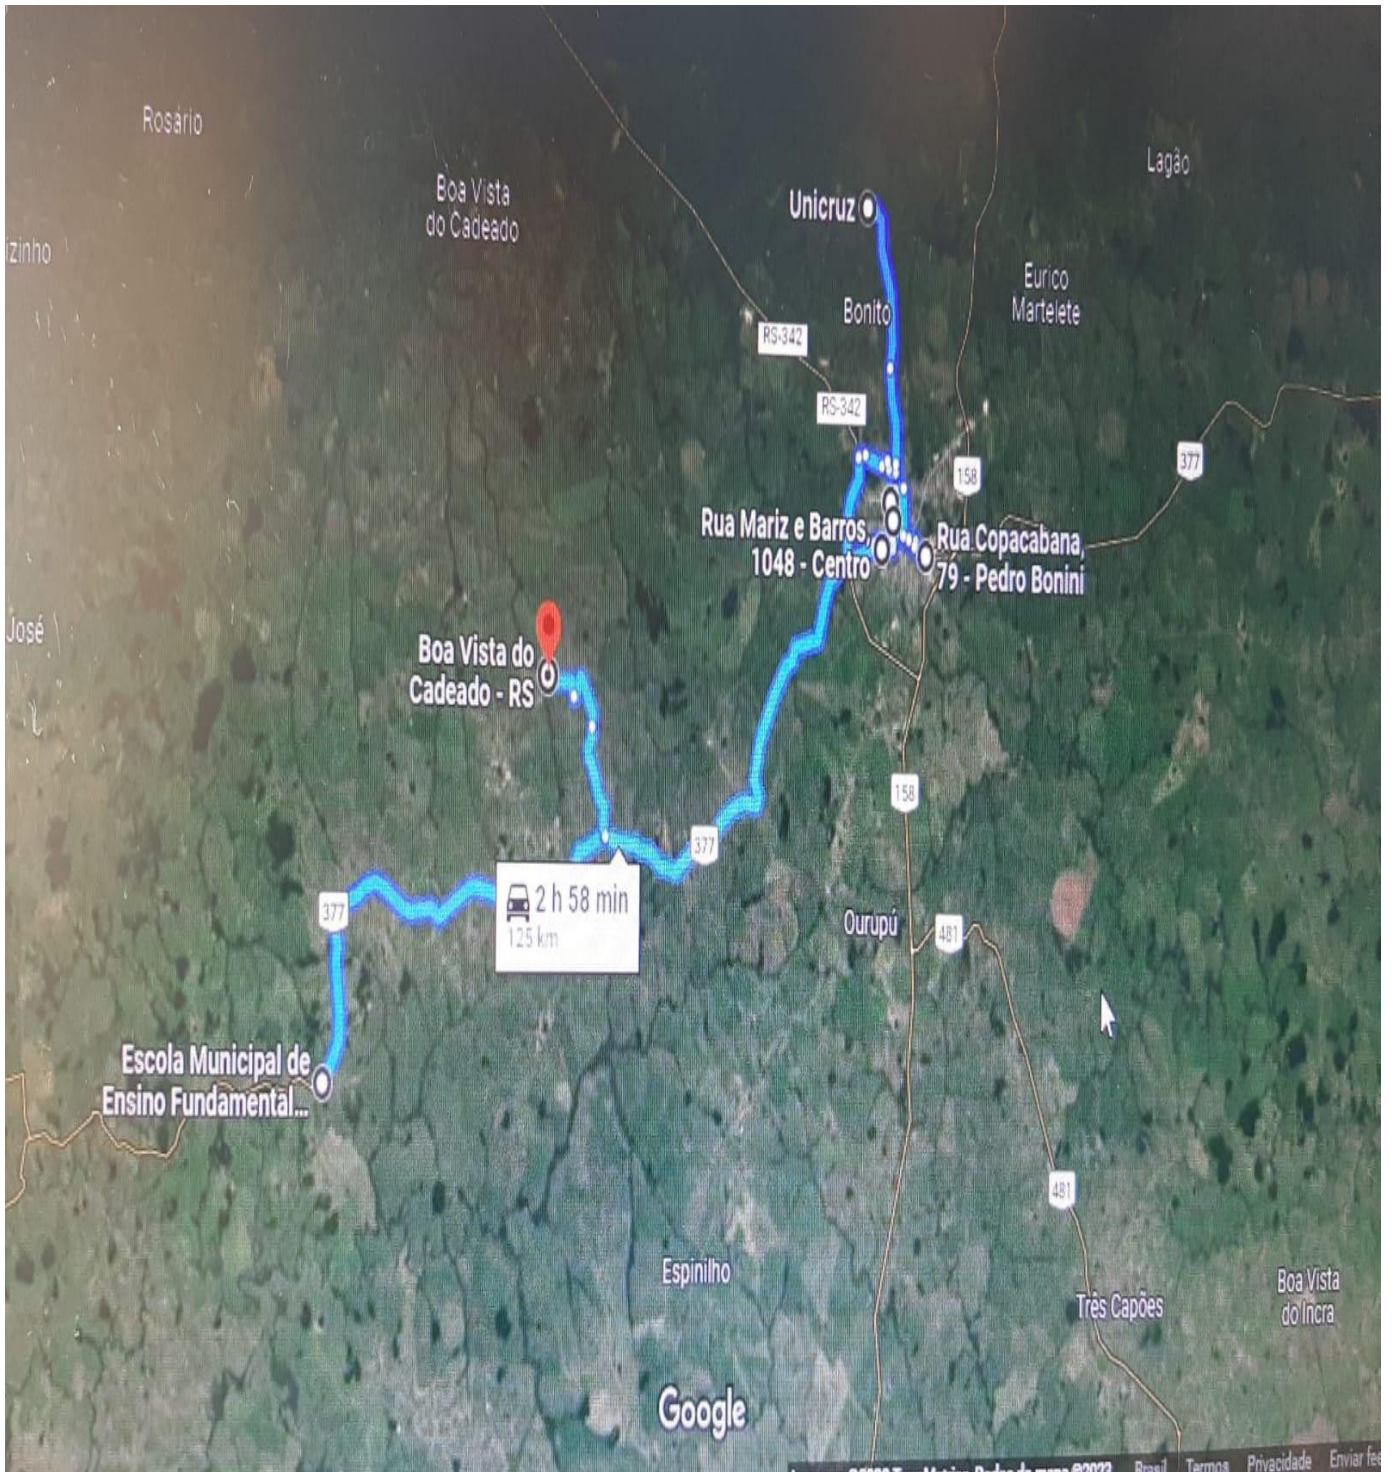 Rosário
Lagão
Boa Vista
do Cadeado
Unicruz
izinho
Eurico
Martelete
Bonito
RS-342
RS-342
377
158
Rua Mariz e Barros,
1048 - Centro
Rua Copacabana,
79 - Pedro Bonini
José
Boa Vista do
Cadeado - RS
158
377
2 h 58 min
125 km
377
Ourupú
481
Escola Municipal de
Ensino Fundamental...
481
Espinilho
Três Capões
Boa Vista
do Incra
Google
Brasil Termos Privacidade Enviar fee